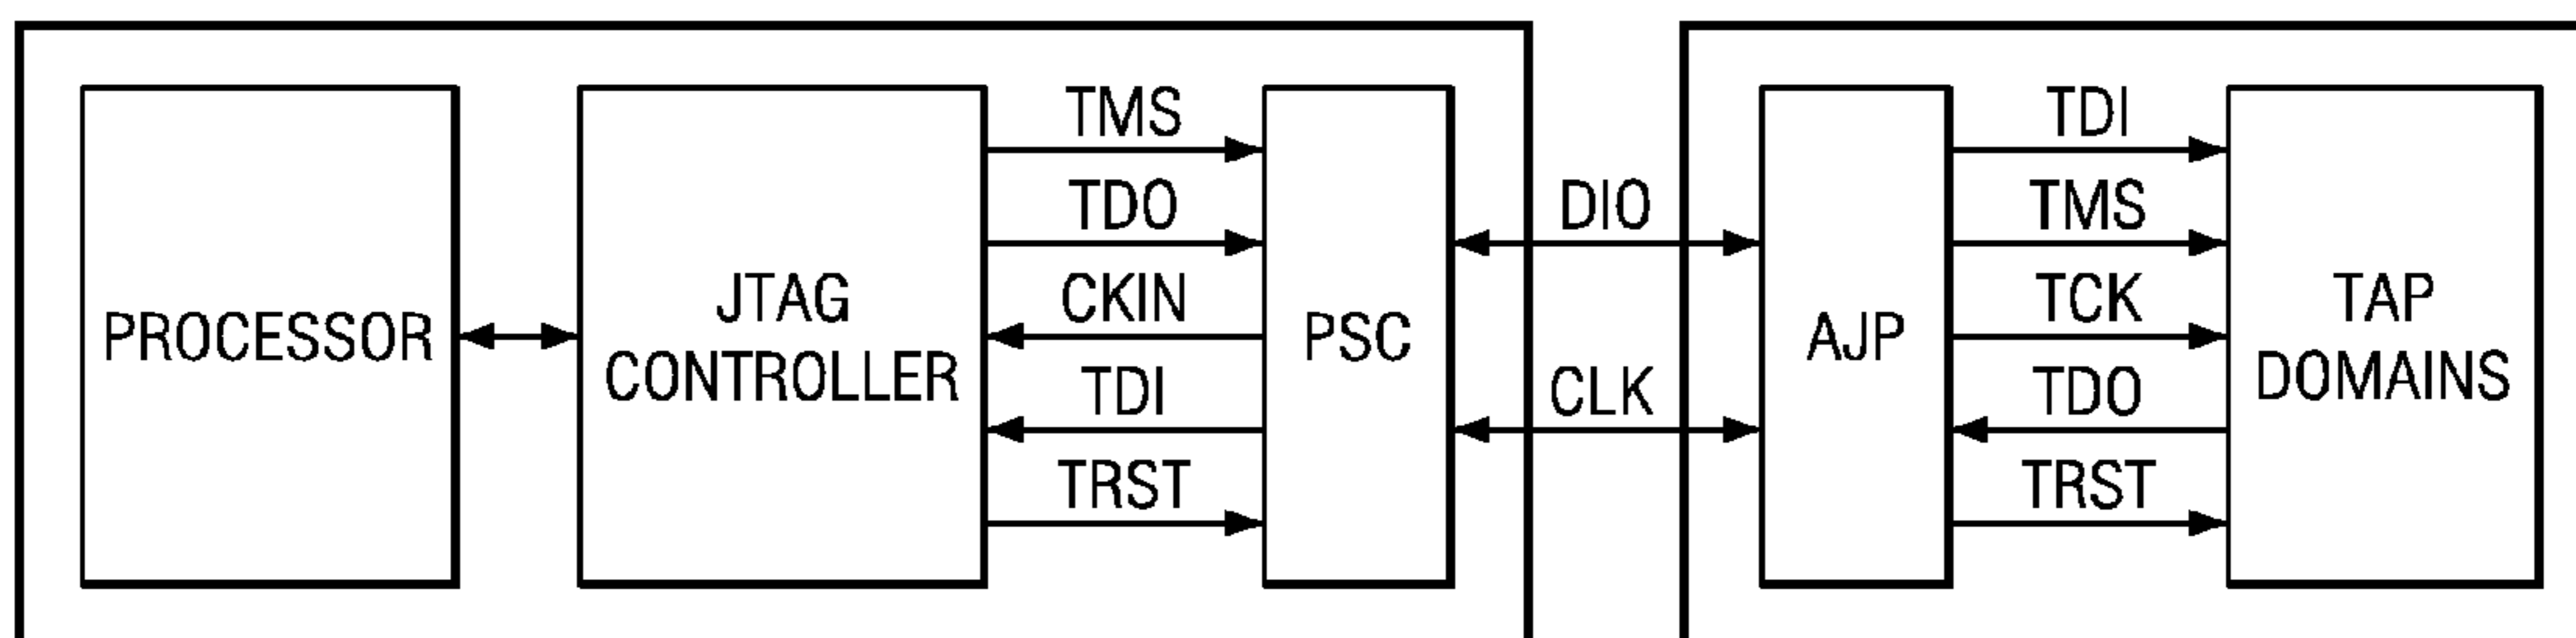 PROCESSOR
JTAG
CONTROLLER
TMS
TDO
CKIN
TDI
TRST
PSC
DIO
CLK
AJP
TDI
TMS
TCK
TDO
TRST
TAP
DOMAINS